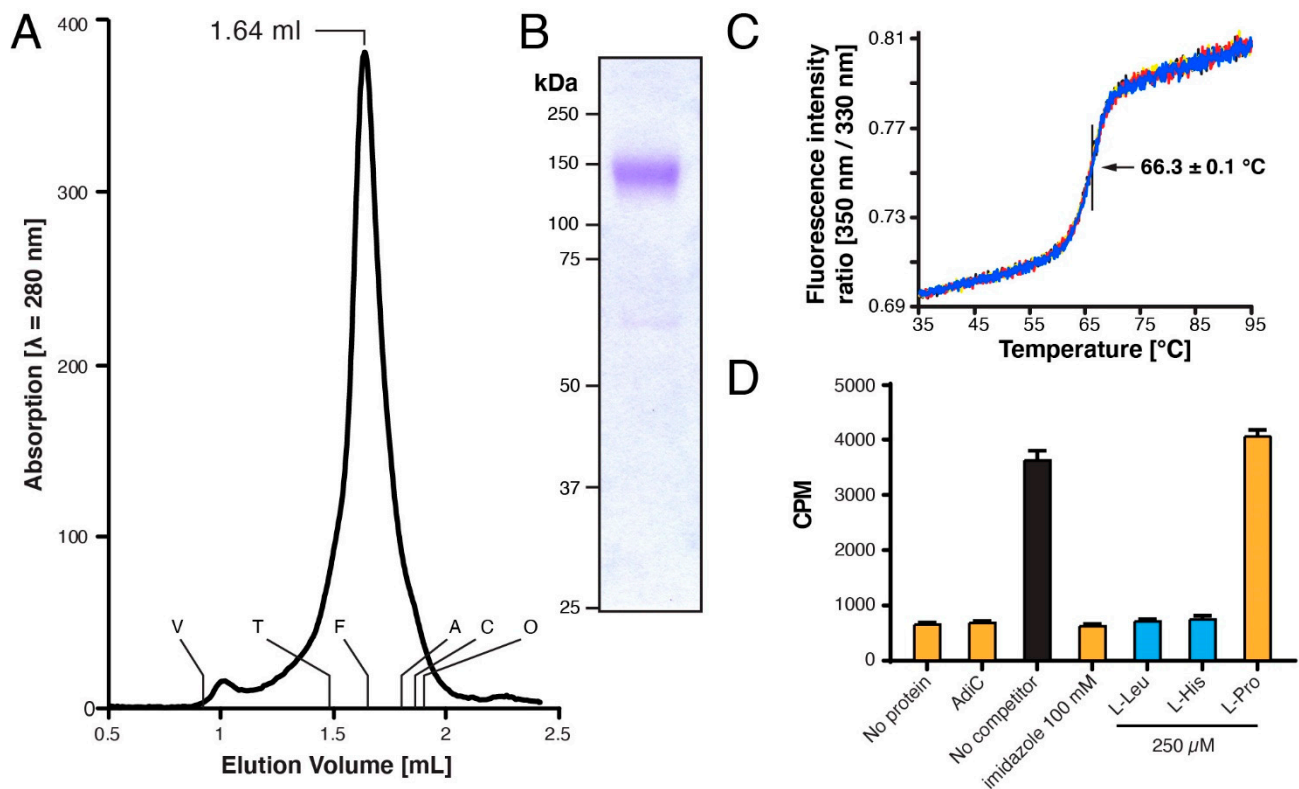 A
400
300
200
100
0
Absorption [λ = 280 nm]
1.64 ml
V
T
F
A
C
O
0.5
1
1.5
2
2.5
Elution Volume [mL]
B
kDa
250
150
100
75
50
37
25
C
0.81
0.77
0.73
0.69
Fluorescence intensity
ratio [350 nm / 330 nm]
66.3 ± 0.1 °C
35
45
55
65
75
85
95
Temperature [°C]
D
5000
4000
3000
2000
1000
0
CPM
No protein
AdiC
No competitor
imidazole 100 mM
L-Leu
L-His
L-Pro
250 µM